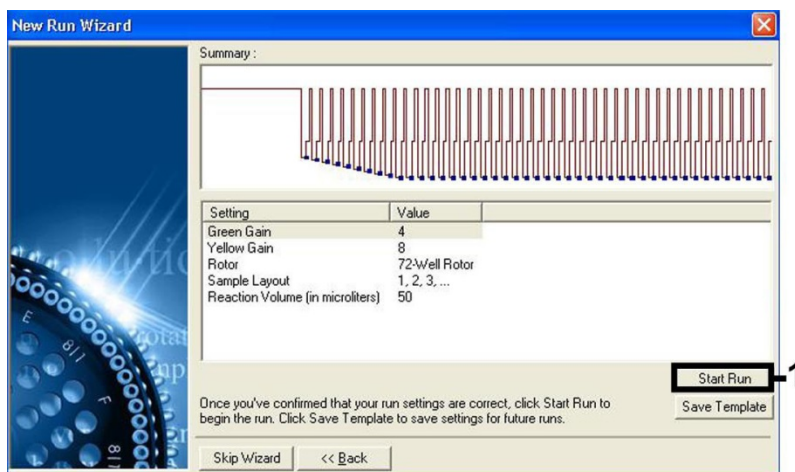 New Run Wizard
Summary :
Setting Value
Green Gain 4
Yellow Gain 8
Rotor 72-Well Rotor
Sample Layout 1, 2, 3, ...
Reaction Volume (in microliters) 50
Start Run
1
Once you've confirmed that your run settings are correct, click Start Run to
begin the run. Click Save Template to save settings for future runs.
Save Template
Skip Wizard << Back